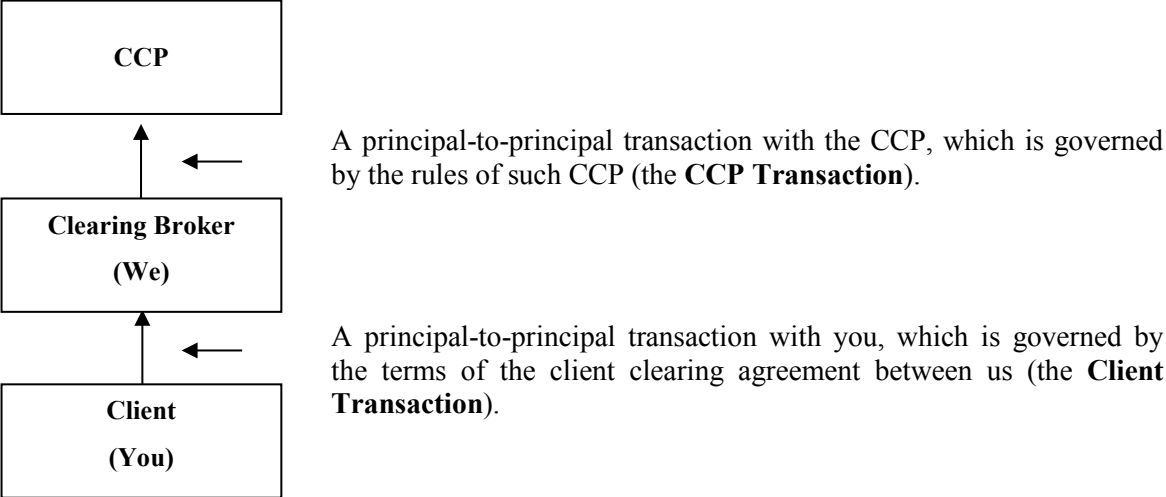 CCP
A principal-to-principal transaction with the CCP, which is governed
by the rules of such CCP (the CCP Transaction).
Clearing Broker
(We)
A principal-to-principal transaction with you, which is governed by
the terms of the client clearing agreement between us (the Client
Transaction).
Client
(You)